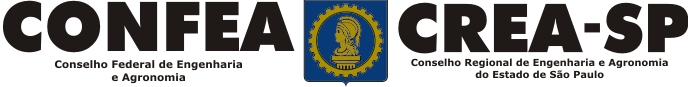 CONFEA
Conselho Federal de Engenharia
e Agronomia
CREA-SP
Conselho Regional de Engenharia e Agronomia
do Estado de São Paulo